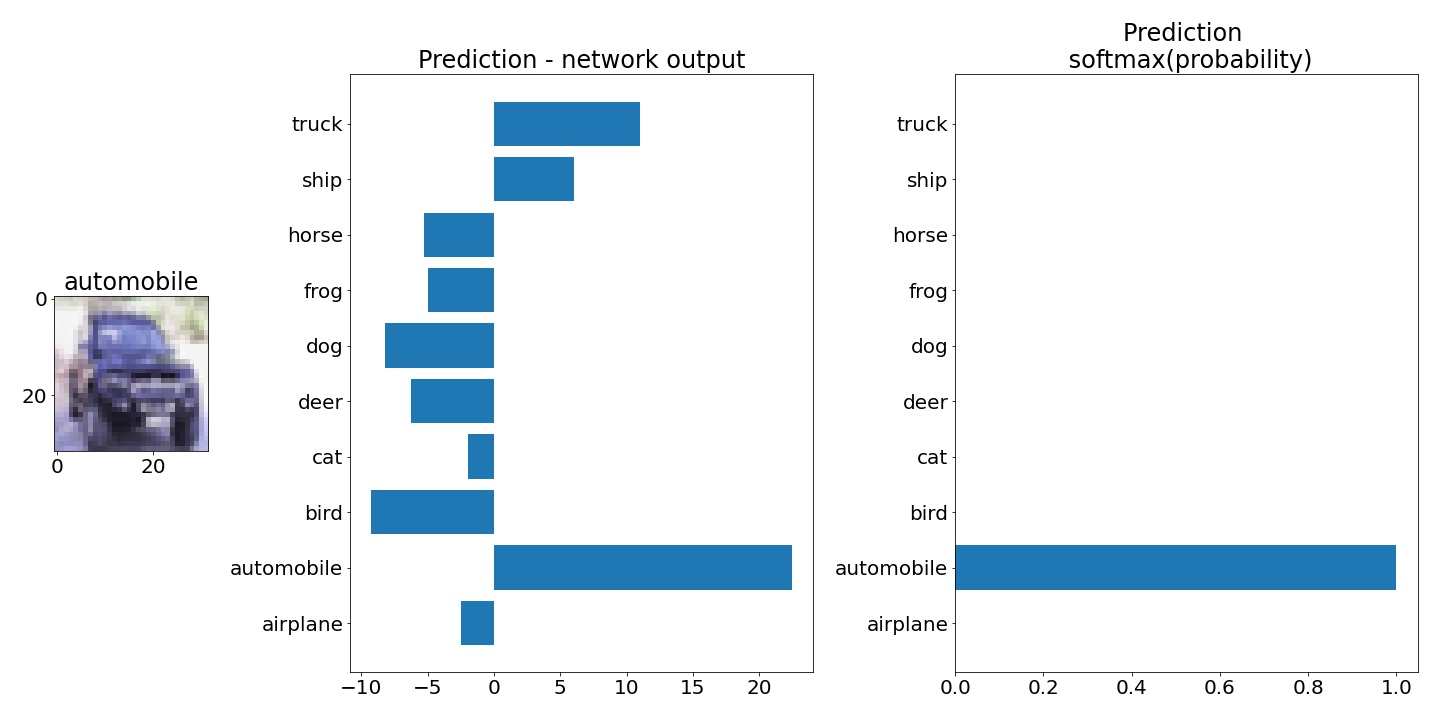 automobile
0
20
0 20
Prediction - network output
truck
ship
horse
frog
dog
deer
cat
bird
automobile
airplane
−10 −5 0 5 10 15 20
Prediction
softmax(probability)
truck
ship
horse
frog
dog
deer
cat
bird
automobile
airplane
0.0 0.2 0.4 0.6 0.8 1.0